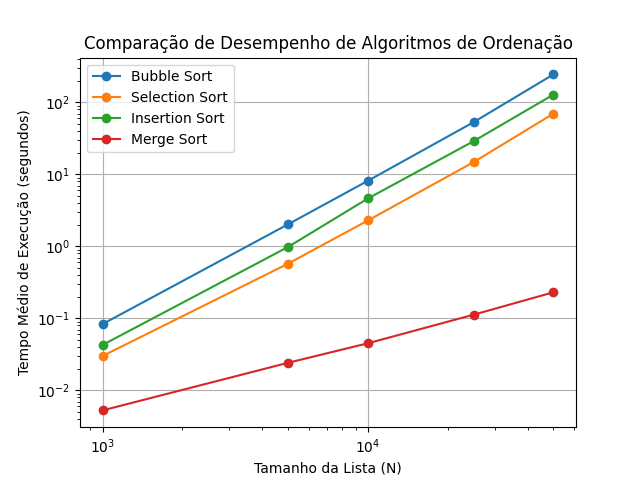 Comparação de Desempenho de Algoritmos de Ordenação
Bubble Sort
Selection Sort
Insertion Sort
Merge Sort
Tempo Médio de Execução (segundos)
10²
10¹
10⁰
10⁻¹
10⁻²
10³ 10⁴
Tamanho da Lista (N)